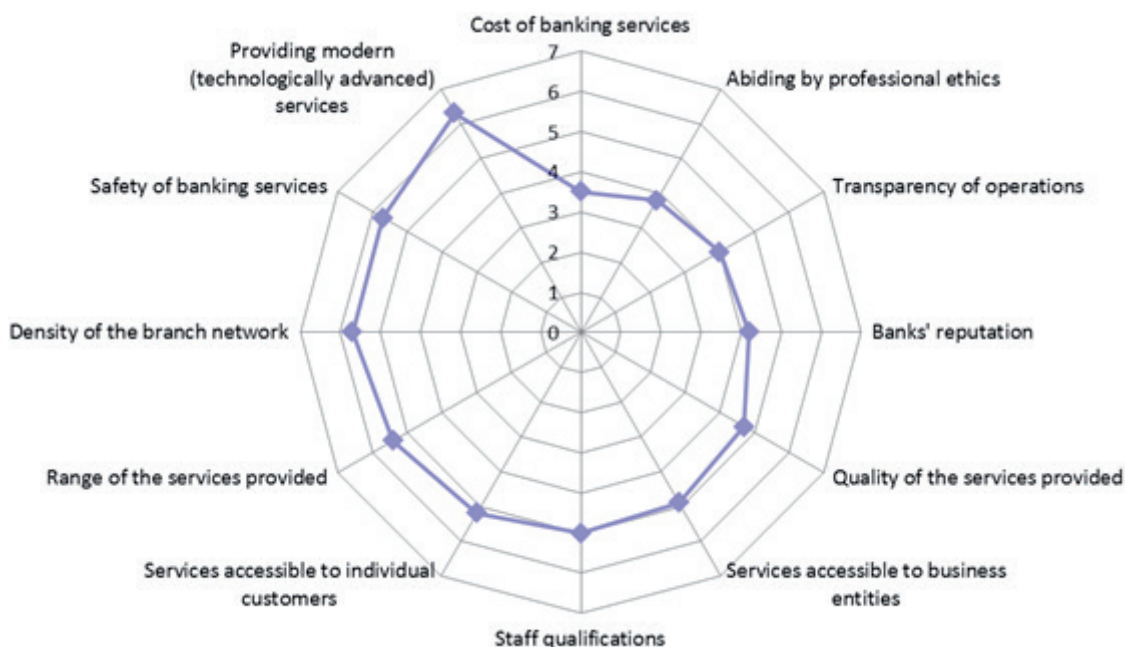 Cost of banking services
Providing modern
(technologically advanced)
services
Abiding by professional ethics
Safety of banking services
Transparency of operations
Density of the branch network
Banks' reputation
Range of the services provided
Quality of the services provided
Services accessible to individual
customers
Services accessible to business
entities
Staff qualifications
7
6
5
4
3
2
1
0